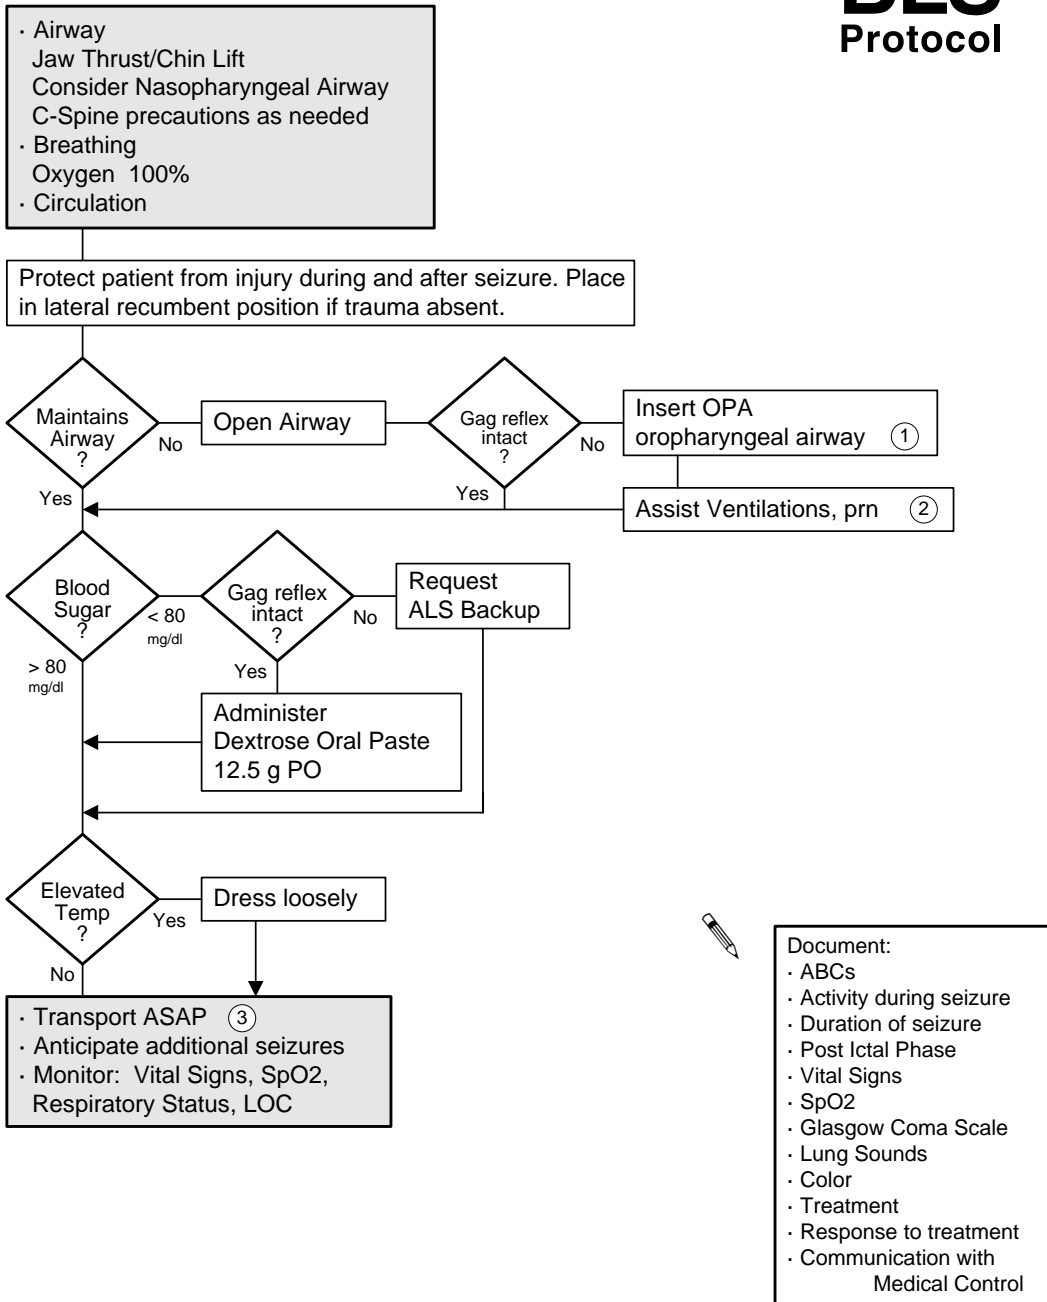 BLS
Protocol
· Airway
Jaw Thrust/Chin Lift
Consider Nasopharyngeal Airway
C-Spine precautions as needed
· Breathing
Oxygen 100%
· Circulation
Protect patient from injury during and after seizure. Place
in lateral recumbent position if trauma absent.
Maintains
Airway
?
No
Yes
Open Airway
Gag reflex
intact
?
No
Yes
Insert OPA
oropharyngeal airway 1
Assist Ventilations, prn 2
Blood
Sugar
?
< 80
mg/dl
> 80
mg/dl
Gag reflex
intact
?
No
Yes
Request
ALS Backup
Administer
Dextrose Oral Paste
12.5 g PO
Elevated
Temp
?
Yes
No
Dress loosely
· Transport ASAP 3
· Anticipate additional seizures
· Monitor: Vital Signs, SpO2,
Respiratory Status, LOC
Document:
· ABCs
· Activity during seizure
· Duration of seizure
· Post Ictal Phase
· Vital Signs
· SpO2
· Glasgow Coma Scale
· Lung Sounds
· Color
· Treatment
· Response to treatment
· Communication with
Medical Control